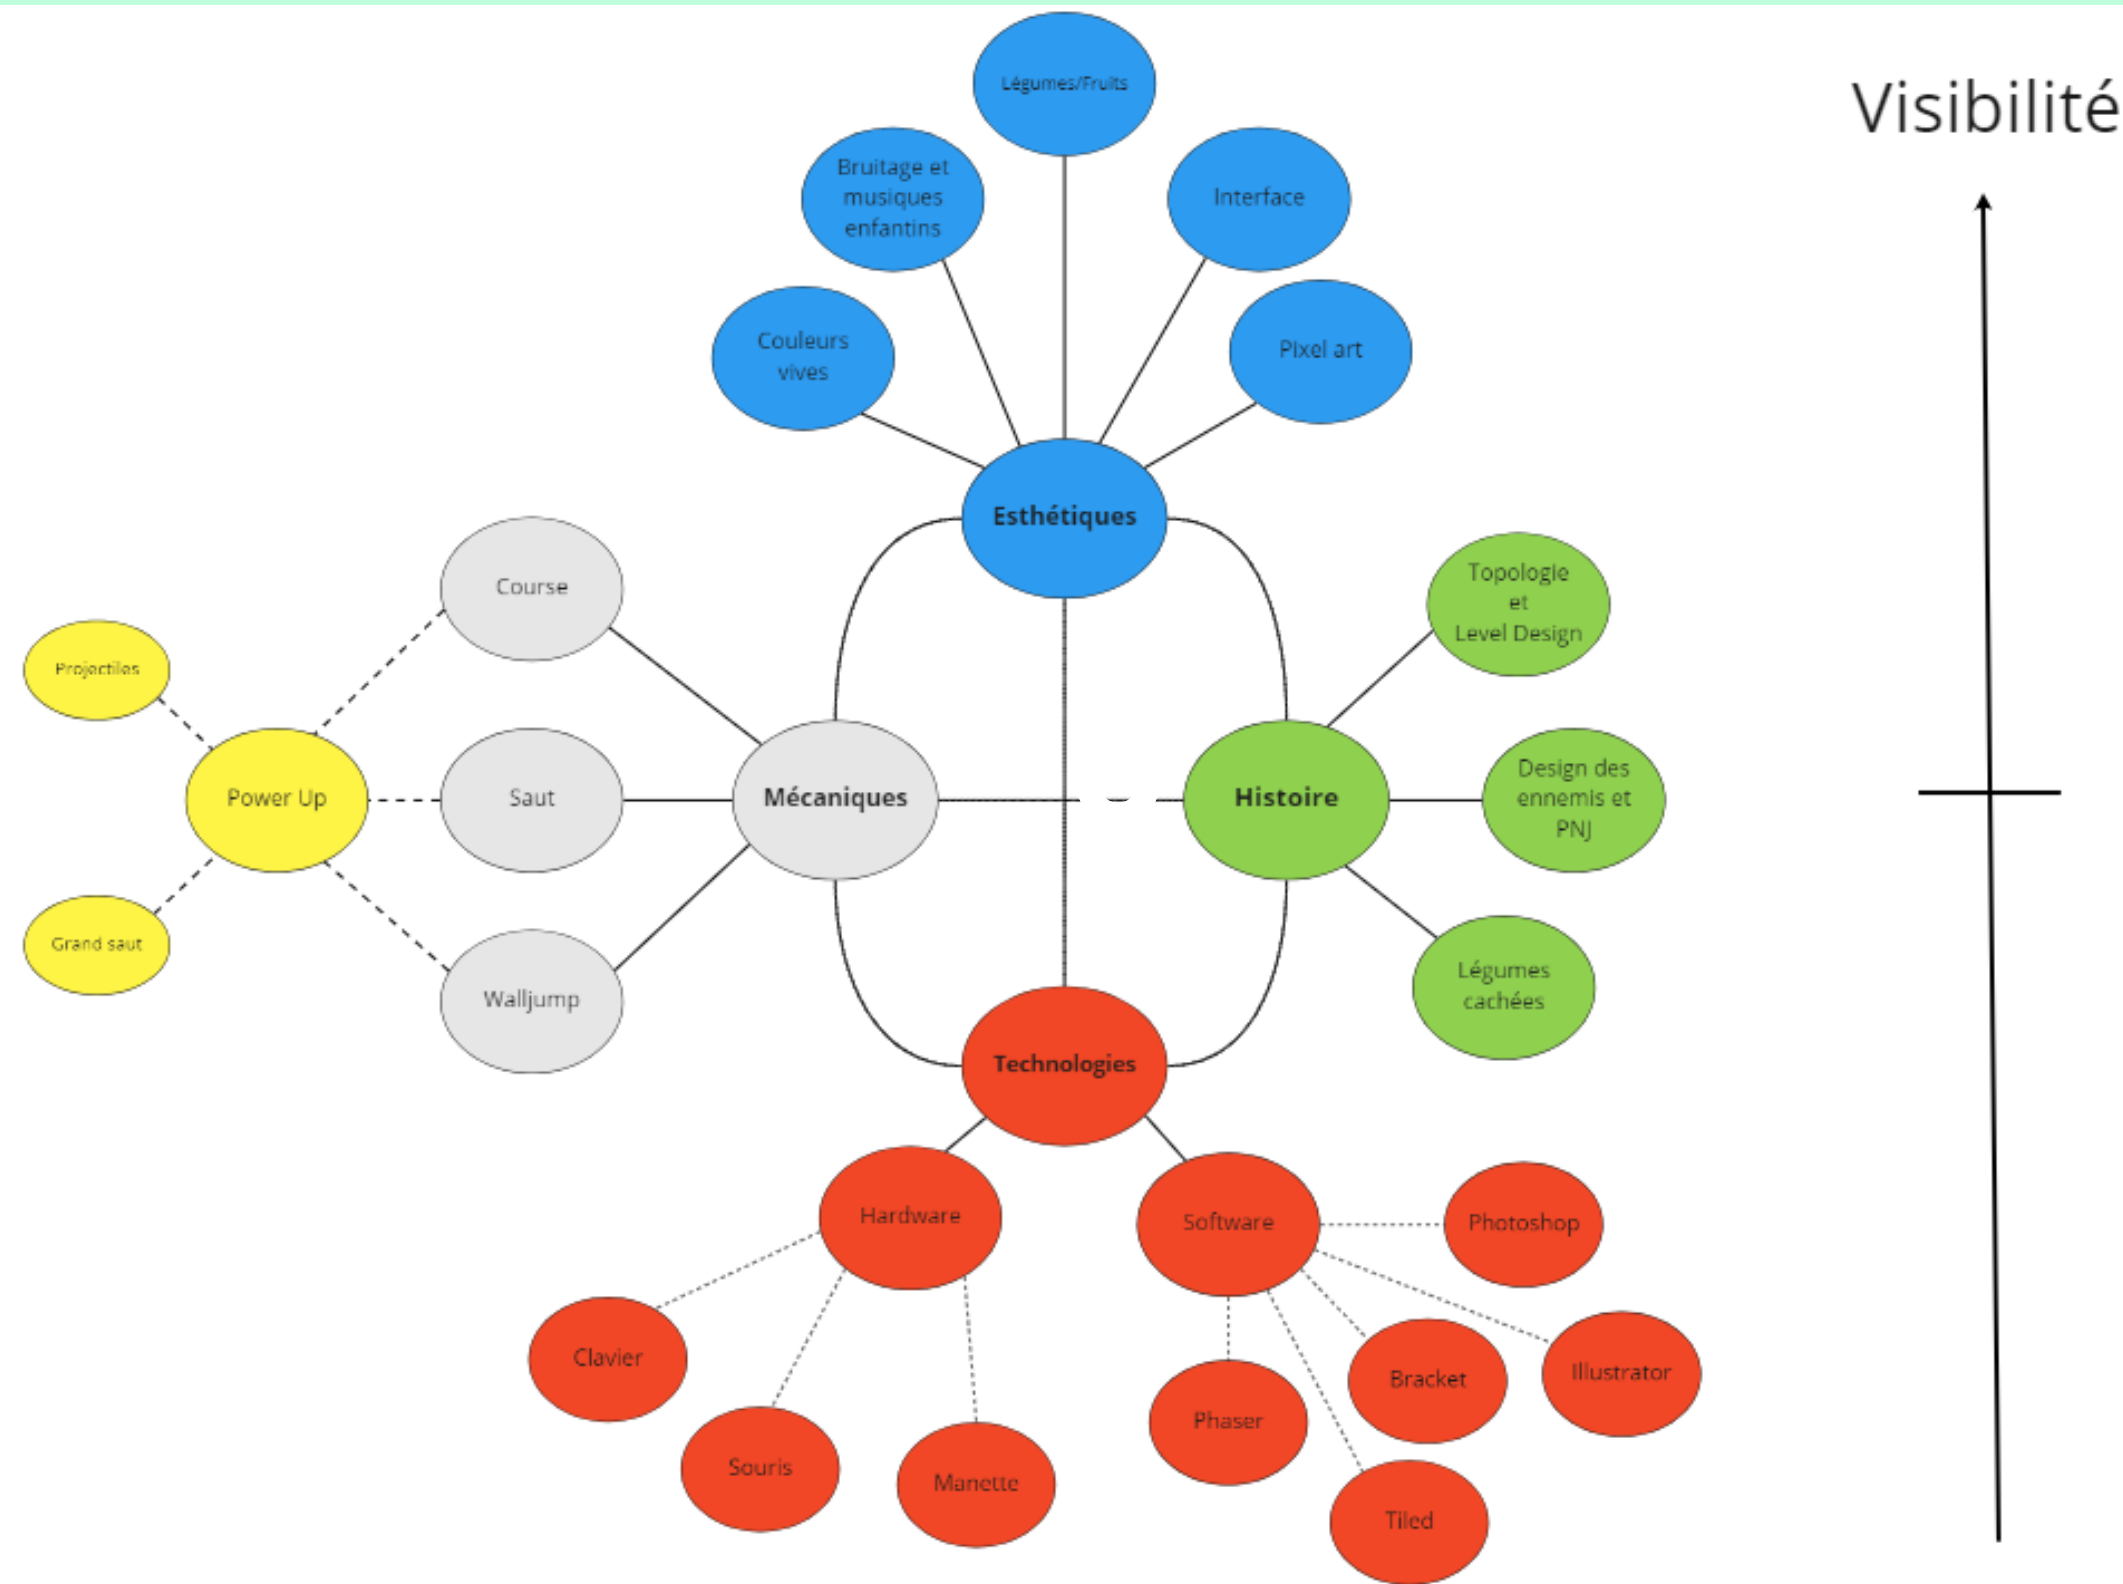 Légumes/Fruits
Visibilité
Bruitage et
musiques
enfantins
Interface
Couleurs
vives
Pixel art
Esthétiques
Course
Topologie
et
Level Design
Projectiles
Power Up
Saut
Mécaniques
Histoire
Design des
ennemis et
PNJ
Grand saut
Walljump
Légumes
cachées
Technologies
Hardware
Software
Photoshop
Clavier
Souris
Manette
Phaser
Bracket
Illustrator
Tiled